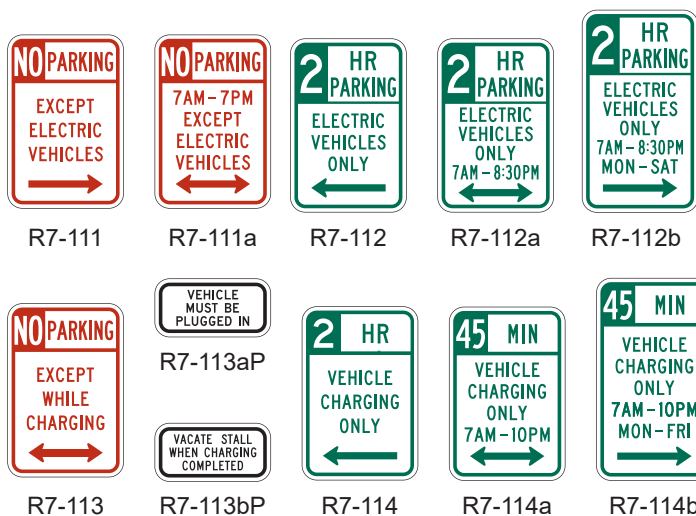 NO PARKING
EXCEPT
ELECTRIC
VEHICLES
R7-111
NO PARKING
7AM – 7PM
EXCEPT
ELECTRIC
VEHICLES
R7-111a
2 HR
PARKING
ELECTRIC
VEHICLES
ONLY
R7-112
2 HR
PARKING
ELECTRIC
VEHICLES
ONLY
7AM – 8:30PM
R7-112a
2 HR
PARKING
ELECTRIC
VEHICLES
ONLY
7AM – 8:30PM
MON – SAT
R7-112b
NO PARKING
EXCEPT
WHILE
CHARGING
R7-113
VEHICLE
MUST BE
PLUGGED IN
R7-113aP
VACATE STALL
WHEN CHARGING
COMPLETED
R7-113bP
2 HR
VEHICLE
CHARGING
ONLY
R7-114
45 MIN
VEHICLE
CHARGING
ONLY
7AM – 10PM
R7-114a
45 MIN
VEHICLE
CHARGING
ONLY
7AM – 10PM
MON – FRI
R7-114b